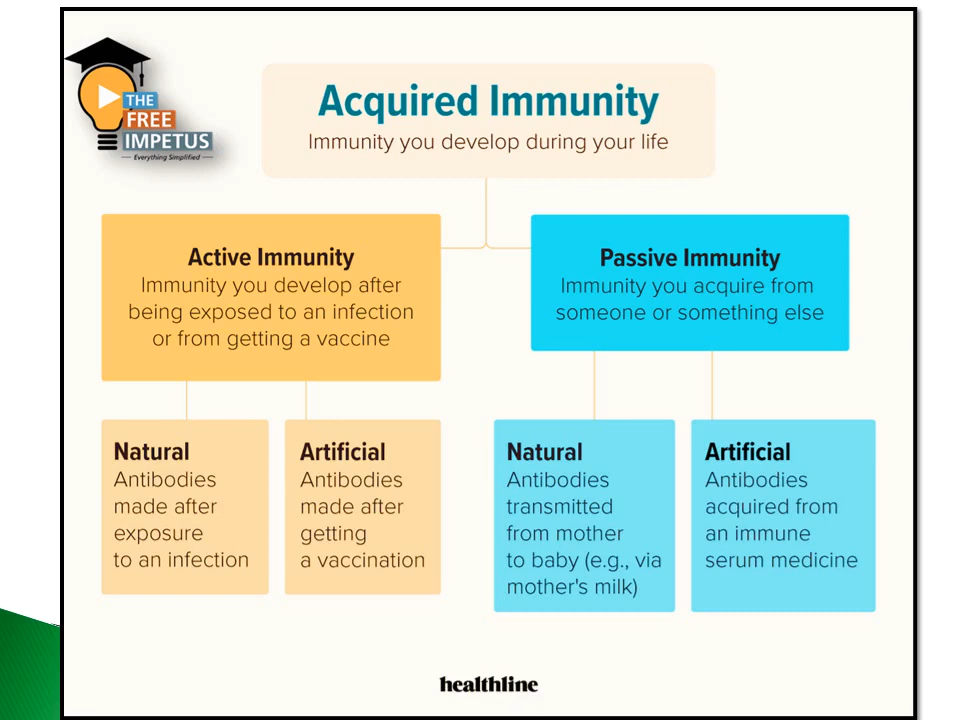 THE
FREE
IMPETUS
Everything Simplified
Acquired Immunity
Immunity you develop during your life
Active Immunity
Immunity you develop after
being exposed to an infection
or from getting a vaccine
Passive Immunity
Immunity you acquire from
someone or something else
Natural
Antibodies
made after
exposure
to an infection
Artificial
Antibodies
made after
getting
a vaccination
Natural
Antibodies
transmitted
from mother
to baby (e.g., via
mother's milk)
Artificial
Antibodies
acquired from
an immune
serum medicine
healthline